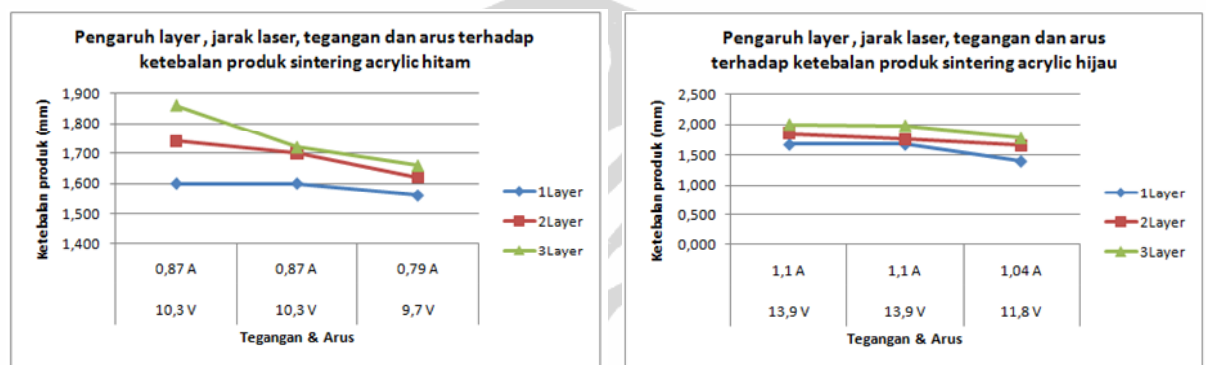 Pengaruh layer , jarak laser, tegangan dan arus terhadap
ketebalan produk sintering acrylic hitam
Ketebalan produk (mm)
1,900
1,800
1,700
1,600
1,500
1,400
0,87 A 0,87 A 0,79 A
10,3 V 10,3 V 9,7 V
Tegangan & Arus
1Layer
2Layer
3Layer
Pengaruh layer , jarak laser, tegangan dan arus
terhadap ketebalan produk sintering acrylic hijau
Ketebalan produk (mm)
2,500
2,000
1,500
1,000
0,500
0,000
1,1 A 1,1 A 1,04 A
13,9 V 13,9 V 11,8 V
Tegangan & Arus
1Layer
2Layer
3Layer